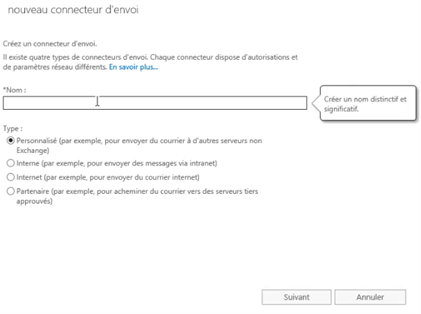 nouveau connecteur d'envoi
Créez un connecteur d'envoi.
Il existe quatre types de connecteurs d'envoi. Chaque connecteur dispose d'autorisations et
de paramètres réseau différents. En savoir plus...
*Nom :
Créer un nom distinctif et
significatif.
Type :
Personnalisé (par exemple, pour envoyer du courrier à d'autres serveurs non
Exchange)
Interne (par exemple, pour envoyer des messages via intranet)
Internet (par exemple, pour envoyer du courrier internet)
Partenaire (par exemple, pour acheminer du courrier vers des serveurs tiers
approuvés)
Suivant
Annuler